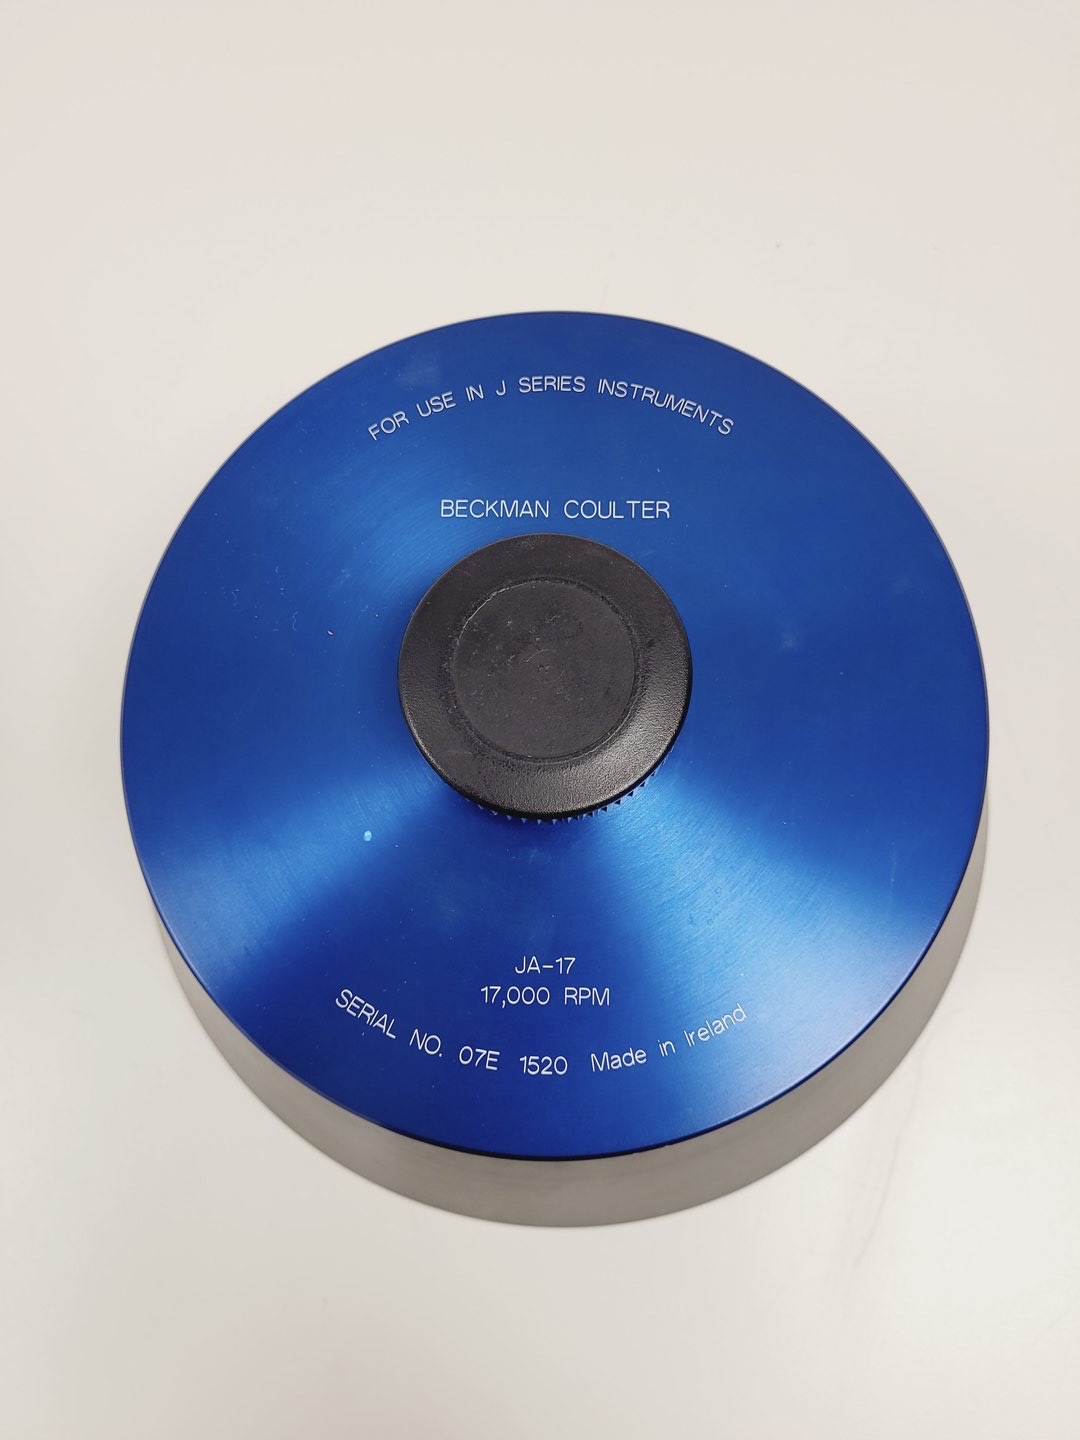 FOR USE IN J SERIES INSTRUMENTS
BECKMAN COULTER
JA-17
17,000 RPM
SERIAL NO. 07E 1520 Made in Ireland